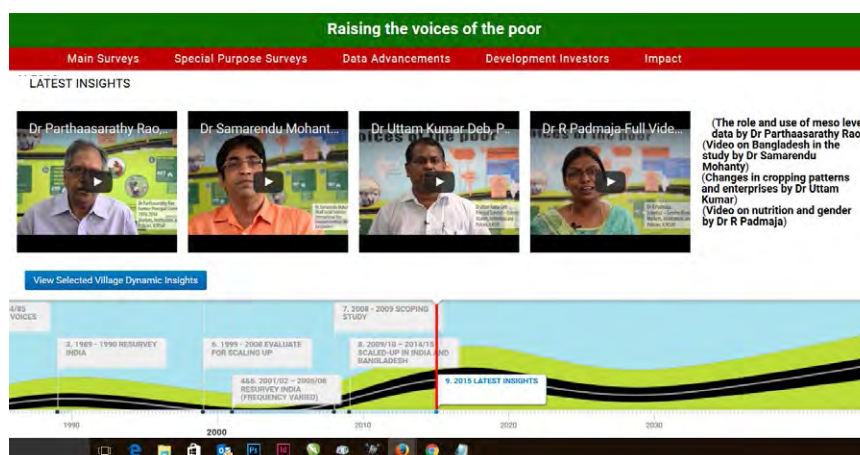 Raising the voices of the poor
Main Surveys Special Purpose Surveys Data Advancements Development Investors Impact
LATEST INSIGHTS
Dr Parthaasarathy Rao,...
Dr Samarendu Mohant...
Dr Uttam Kumar Deb, P...
Dr R Padmaja-Full Vide...
(The role and use of meso leve
data by Dr Parthaasarathy Rao
(Video on Bangladesh in the
study by Dr Samarendu
Mohanty)
(Changes in cropping patterns
and enterprises by Dr Uttam
Kumar)
(Video on nutrition and gender
by Dr R Padmaja)
View Selected Village Dynamic Insights
4/85
VOICES
3. 1989 - 1990 RESURVEY
INDIA
6. 1999 - 2008 EVALUATE
FOR SCALING UP
4&5. 2001/02 – 2005/06
RESURVEY INDIA
(FREQUENCY VARIED)
7. 2008 - 2009 SCOPING
STUDY
8. 2009/10 – 2014/15
SCALED-UP IN INDIA AND
BANGLADESH
9. 2015 LATEST INSIGHTS
1990 2000 2010 2020 2030